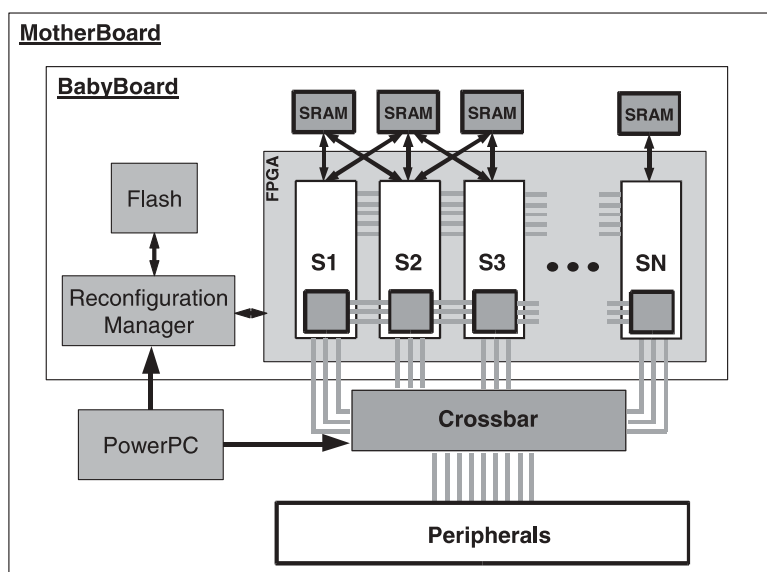 MotherBoard
BabyBoard
SRAM SRAM SRAM SRAM
FPGA
Flash
S1 S2 S3 SN
Reconfiguration
Manager
Crossbar
PowerPC
Peripherals